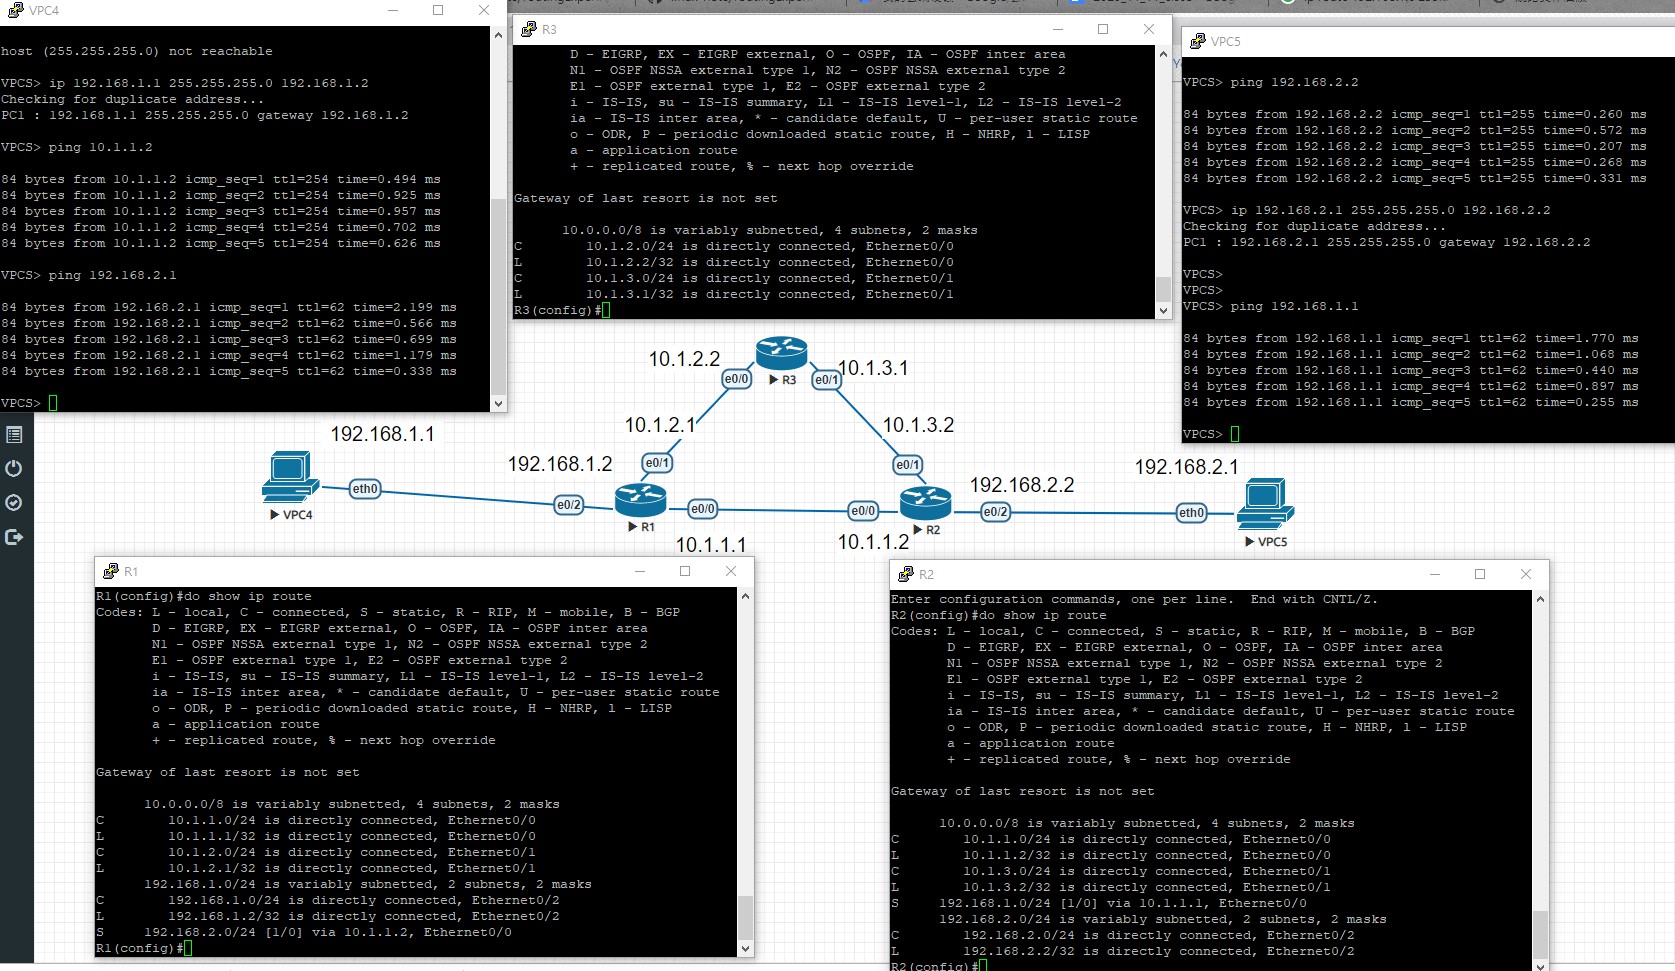 VPC4
host (255.255.255.0) not reachable
VPCS> ip 192.168.1.1 255.255.255.0 192.168.1.2
Checking for duplicate address...
PC1 : 192.168.1.1 255.255.255.0 gateway 192.168.1.2
VPCS> ping 10.1.1.2
84 bytes from 10.1.1.2 icmp_seq=1 ttl=254 time=0.494 ms
84 bytes from 10.1.1.2 icmp_seq=2 ttl=254 time=0.925 ms
84 bytes from 10.1.1.2 icmp_seq=3 ttl=254 time=0.957 ms
84 bytes from 10.1.1.2 icmp_seq=4 ttl=254 time=0.702 ms
84 bytes from 10.1.1.2 icmp_seq=5 ttl=254 time=0.626 ms
VPCS> ping 192.168.2.1
84 bytes from 192.168.2.1 icmp_seq=1 ttl=62 time=2.199 ms
84 bytes from 192.168.2.1 icmp_seq=2 ttl=62 time=0.566 ms
84 bytes from 192.168.2.1 icmp_seq=3 ttl=62 time=0.699 ms
84 bytes from 192.168.2.1 icmp_seq=4 ttl=62 time=1.179 ms
84 bytes from 192.168.2.1 icmp_seq=5 ttl=62 time=0.338 ms
VPCS>
R3
D - EIGRP, EX - EIGRP external, O - OSPF, IA - OSPF inter area
N1 - OSPF NSSA external type 1, N2 - OSPF NSSA external type 2
E1 - OSPF external type 1, E2 - OSPF external type 2
i - IS-IS, su - IS-IS summary, L1 - IS-IS level-1, L2 - IS-IS level-2
ia - IS-IS inter area, * - candidate default, U - per-user static route
o - ODR, P - periodic downloaded static route, H - NHRP, l - LISP
a - application route
+ - replicated route, % - next hop override
Gateway of last resort is not set
10.0.0.0/8 is variably subnetted, 4 subnets, 2 masks
C 10.1.2.0/24 is directly connected, Ethernet0/0
L 10.1.2.2/32 is directly connected, Ethernet0/0
C 10.1.3.0/24 is directly connected, Ethernet0/1
L 10.1.3.1/32 is directly connected, Ethernet0/1
R3(config)#
VPC5
VPCS> ping 192.168.2.2
84 bytes from 192.168.2.2 icmp_seq=1 ttl=255 time=0.260 ms
84 bytes from 192.168.2.2 icmp_seq=2 ttl=255 time=0.572 ms
84 bytes from 192.168.2.2 icmp_seq=3 ttl=255 time=0.207 ms
84 bytes from 192.168.2.2 icmp_seq=4 ttl=255 time=0.268 ms
84 bytes from 192.168.2.2 icmp_seq=5 ttl=255 time=0.331 ms
VPCS> ip 192.168.2.1 255.255.255.0 192.168.2.2
Checking for duplicate address...
PC1 : 192.168.2.1 255.255.255.0 gateway 192.168.2.2
VPCS>
VPCS>
VPCS> ping 192.168.1.1
84 bytes from 192.168.1.1 icmp_seq=1 ttl=62 time=1.770 ms
84 bytes from 192.168.1.1 icmp_seq=2 ttl=62 time=1.068 ms
84 bytes from 192.168.1.1 icmp_seq=3 ttl=62 time=0.440 ms
84 bytes from 192.168.1.1 icmp_seq=4 ttl=62 time=0.897 ms
84 bytes from 192.168.1.1 icmp_seq=5 ttl=62 time=0.255 ms
VPCS>
10.1.2.2
10.1.3.1
e0/0
R3
e0/1
10.1.2.1
10.1.3.2
192.168.1.1
192.168.1.2
e0/1
e0/1
192.168.2.1
192.168.2.2
eth0
e0/2
e0/0
e0/0
e0/2
eth0
VPC4
R1
R2
VPC5
10.1.1.1
10.1.1.2
R1
R1(config)#do show ip route
Codes: L - local, C - connected, S - static, R - RIP, M - mobile, B - BGP
D - EIGRP, EX - EIGRP external, O - OSPF, IA - OSPF inter area
N1 - OSPF NSSA external type 1, N2 - OSPF NSSA external type 2
E1 - OSPF external type 1, E2 - OSPF external type 2
i - IS-IS, su - IS-IS summary, L1 - IS-IS level-1, L2 - IS-IS level-2
ia - IS-IS inter area, * - candidate default, U - per-user static route
o - ODR, P - periodic downloaded static route, H - NHRP, l - LISP
a - application route
+ - replicated route, % - next hop override
Gateway of last resort is not set
10.0.0.0/8 is variably subnetted, 4 subnets, 2 masks
C 10.1.1.0/24 is directly connected, Ethernet0/0
L 10.1.1.1/32 is directly connected, Ethernet0/0
C 10.1.2.0/24 is directly connected, Ethernet0/1
L 10.1.2.1/32 is directly connected, Ethernet0/1
192.168.1.0/24 is variably subnetted, 2 subnets, 2 masks
C 192.168.1.0/24 is directly connected, Ethernet0/2
L 192.168.1.2/32 is directly connected, Ethernet0/2
S 192.168.2.0/24 [1/0] via 10.1.1.2, Ethernet0/0
R1(config)#
R2
Enter configuration commands, one per line. End with CNTL/Z.
R2(config)#do show ip route
Codes: L - local, C - connected, S - static, R - RIP, M - mobile, B - BGP
D - EIGRP, EX - EIGRP external, O - OSPF, IA - OSPF inter area
N1 - OSPF NSSA external type 1, N2 - OSPF NSSA external type 2
E1 - OSPF external type 1, E2 - OSPF external type 2
i - IS-IS, su - IS-IS summary, L1 - IS-IS level-1, L2 - IS-IS level-2
ia - IS-IS inter area, * - candidate default, U - per-user static route
o - ODR, P - periodic downloaded static route, H - NHRP, l - LISP
a - application route
+ - replicated route, % - next hop override
Gateway of last resort is not set
10.0.0.0/8 is variably subnetted, 4 subnets, 2 masks
C 10.1.1.0/24 is directly connected, Ethernet0/0
L 10.1.1.2/32 is directly connected, Ethernet0/0
C 10.1.3.0/24 is directly connected, Ethernet0/1
L 10.1.3.2/32 is directly connected, Ethernet0/1
S 192.168.1.0/24 [1/0] via 10.1.1.1, Ethernet0/0
192.168.2.0/24 is variably subnetted, 2 subnets, 2 masks
C 192.168.2.0/24 is directly connected, Ethernet0/2
L 192.168.2.2/32 is directly connected, Ethernet0/2
R2(config)#